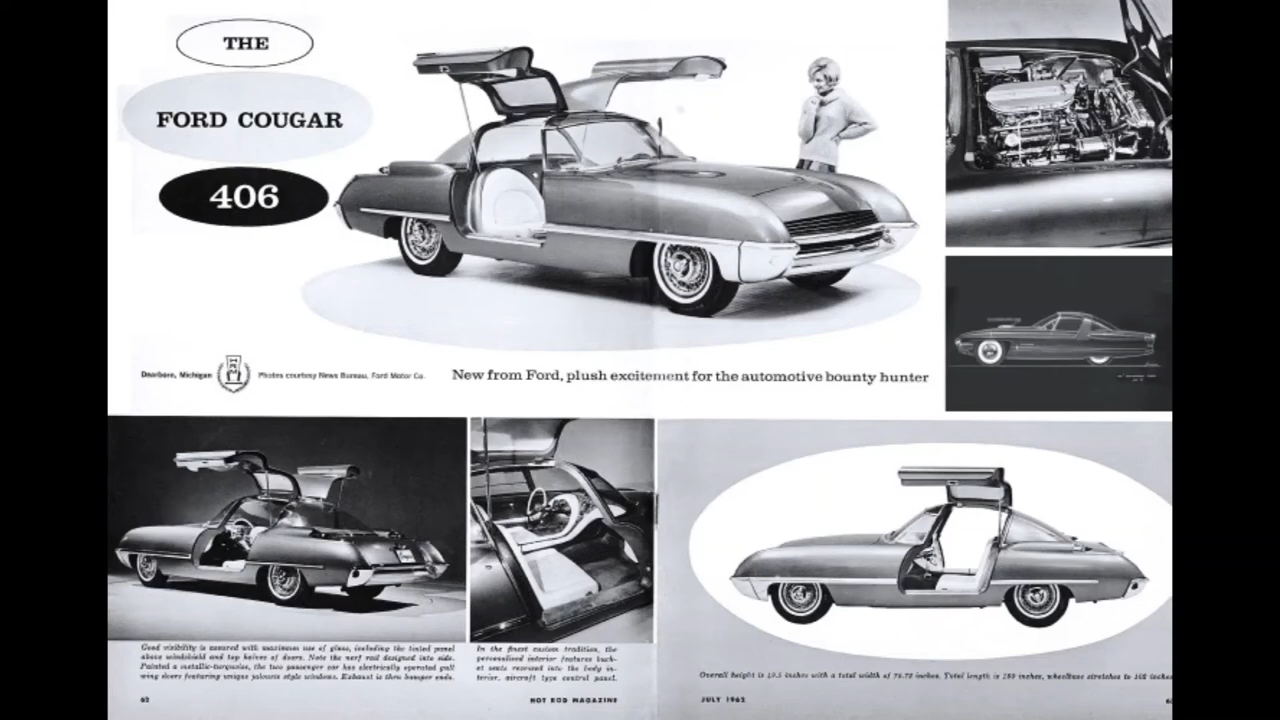 THE
FORD COUGAR
406
Dearborn, Michigan
Photos courtesy News Bureau, Ford Motor Co.
New from Ford, plush excitement for the automotive bounty hunter
Good visibility is assured with maximum use of glass, including the tinted panel
above windshield and top halves of doors. Note the nerf rail designed into side.
Painted a metallic-turquoise, the two passenger car has electrically operated gull
wing doors featuring unique jalousie style windows. Exhaust is thru bumper ends.
In the finest custom tradition, the
personalized interior features buck-
et seats recessed into the body in-
terior, aircraft type control panel.
Overall height is 49.5 inches with a total width of inches. Total length is 180 inches, wheelbase stretches to 102 inches
62
HOT ROD MAGAZINE
JULY 1962